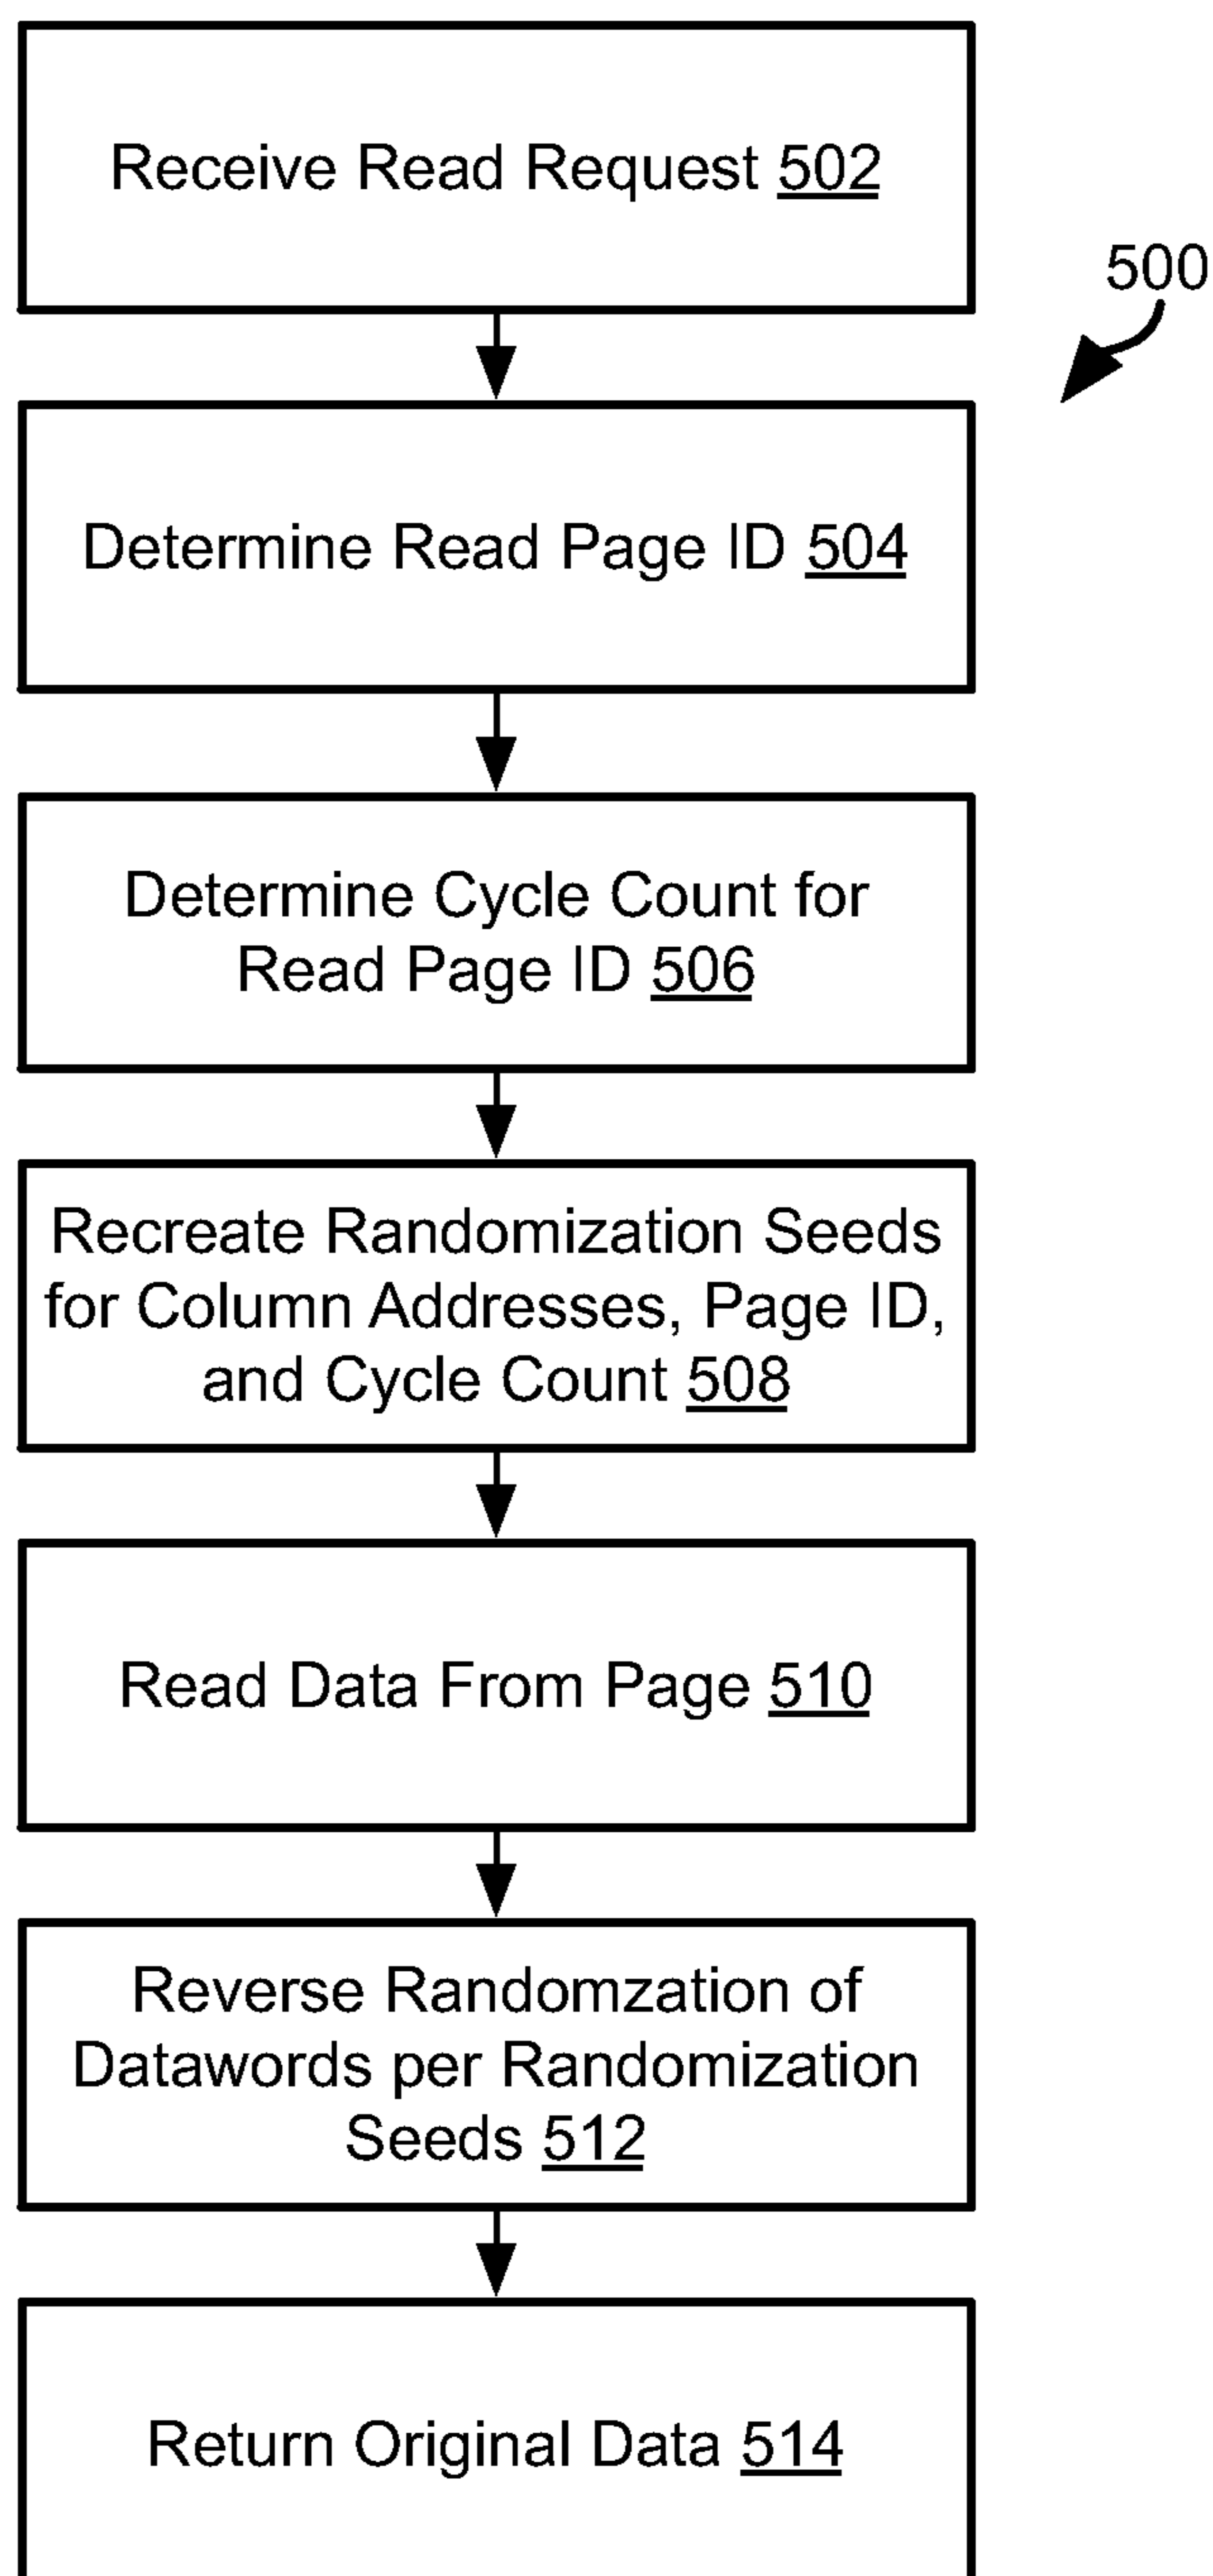 Receive Read Request 502
500
Determine Read Page ID 504
Determine Cycle Count for
Read Page ID 506
Recreate Randomization Seeds
for Column Addresses, Page ID,
and Cycle Count 508
Read Data From Page 510
Reverse Randomzation of
Datawords per Randomization
Seeds 512
Return Original Data 514